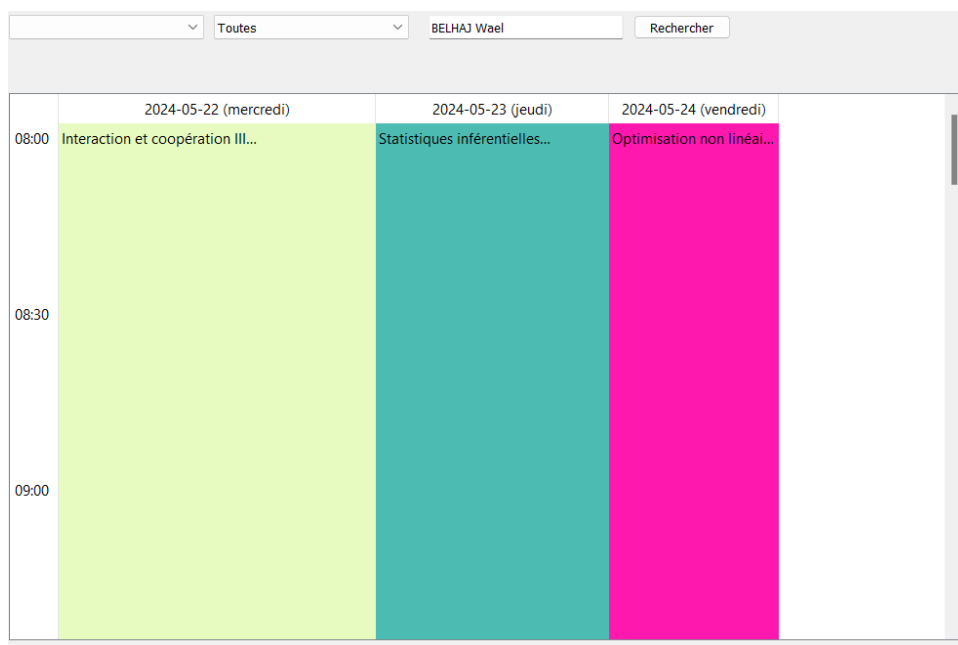 Toutes BELHAJ Wael Rechercher
2024-05-22 (mercredi) 2024-05-23 (jeudi) 2024-05-24 (vendredi)
08:00 Interaction et coopération III... Statistiques inférentielles... Optimisation non linéai...
08:30
09:00